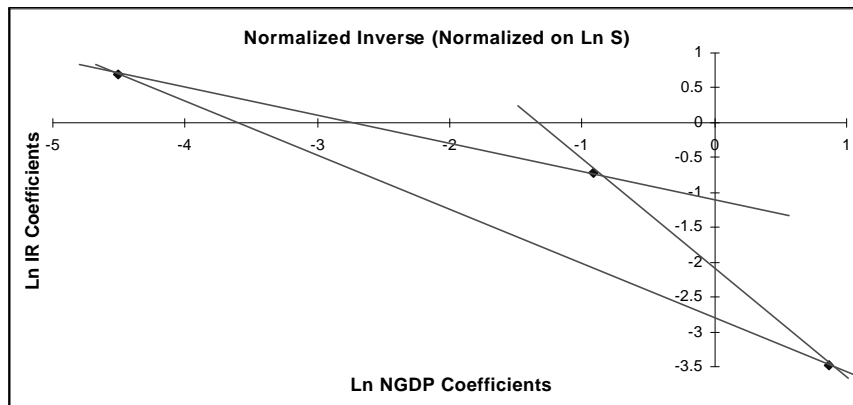 Normalized Inverse (Normalized on Ln S)
1
0.5
0
-0.5
-1
-1.5
-2
-2.5
-3
-3.5
-5 -4 -3 -2 -1 0 1
Ln IR Coefficients
Ln NGDP Coefficients